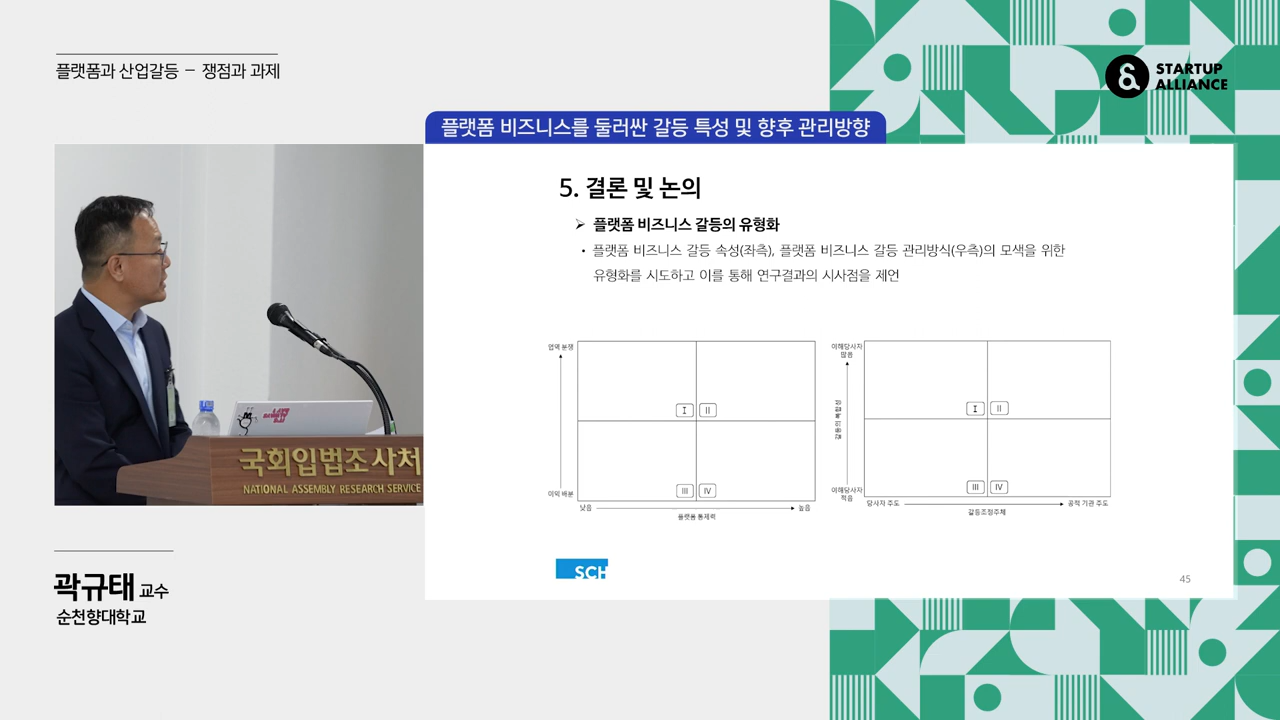 플랫폼과 산업갈등 – 쟁점과 과제
STARTUP
ALLIANCE
플랫폼 비즈니스를 둘러싼 갈등 특성 및 향후 관리방향
5. 결론 및 논의
➢ 플랫폼 비즈니스 갈등의 유형화
• 플랫폼 비즈니스 갈등 속성(좌측), 플랫폼 비즈니스 갈등 관리방식(우측)의 모색을 위한
유형화를 시도하고 이를 통해 연구결과의 시사점을 제언
업역 분쟁
I II
III IV
이익 배분
낮음
높음
플랫폼 통제력
이해당사자
많음
갈등의 복합성
I II
III IV
이해당사자
적음
당사자 주도
공적 기관 주도
갈등조정주체
SCH
45
국회입법조사처
NATIONAL ASSEMBLY RESEARCH SERVICE
곽규태 교수
순천향대학교